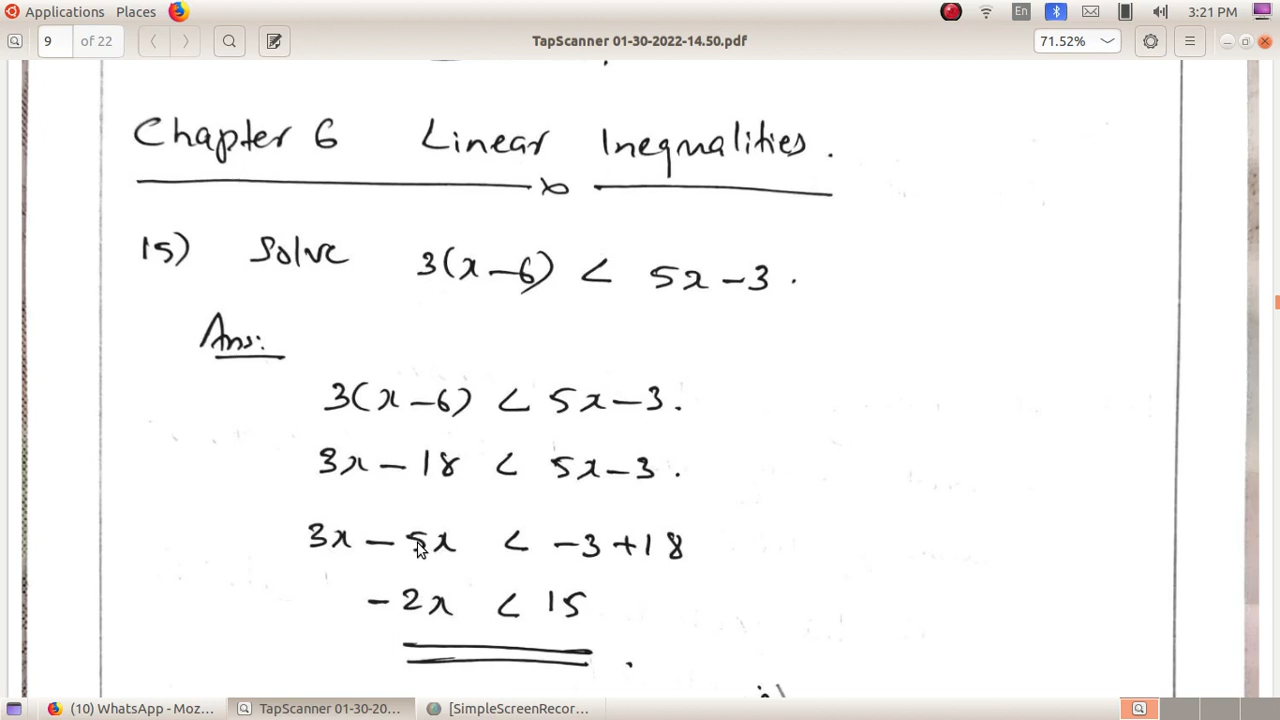 Applications Places En 3:21 PM
9 of 22 TapScanner 01-30-2022-14.50.pdf 71.52%
Chapter 6 Linear Inequalities.
15) Solve 3(x-6) < 5x-3.
Ans:
3(x-6) < 5x-3.
3x-18 < 5x-3.
3x-5x < -3+18
-2x < 15
(10) WhatsApp - Moz... TapScanner 01-30-20... [SimpleScreenRecor...